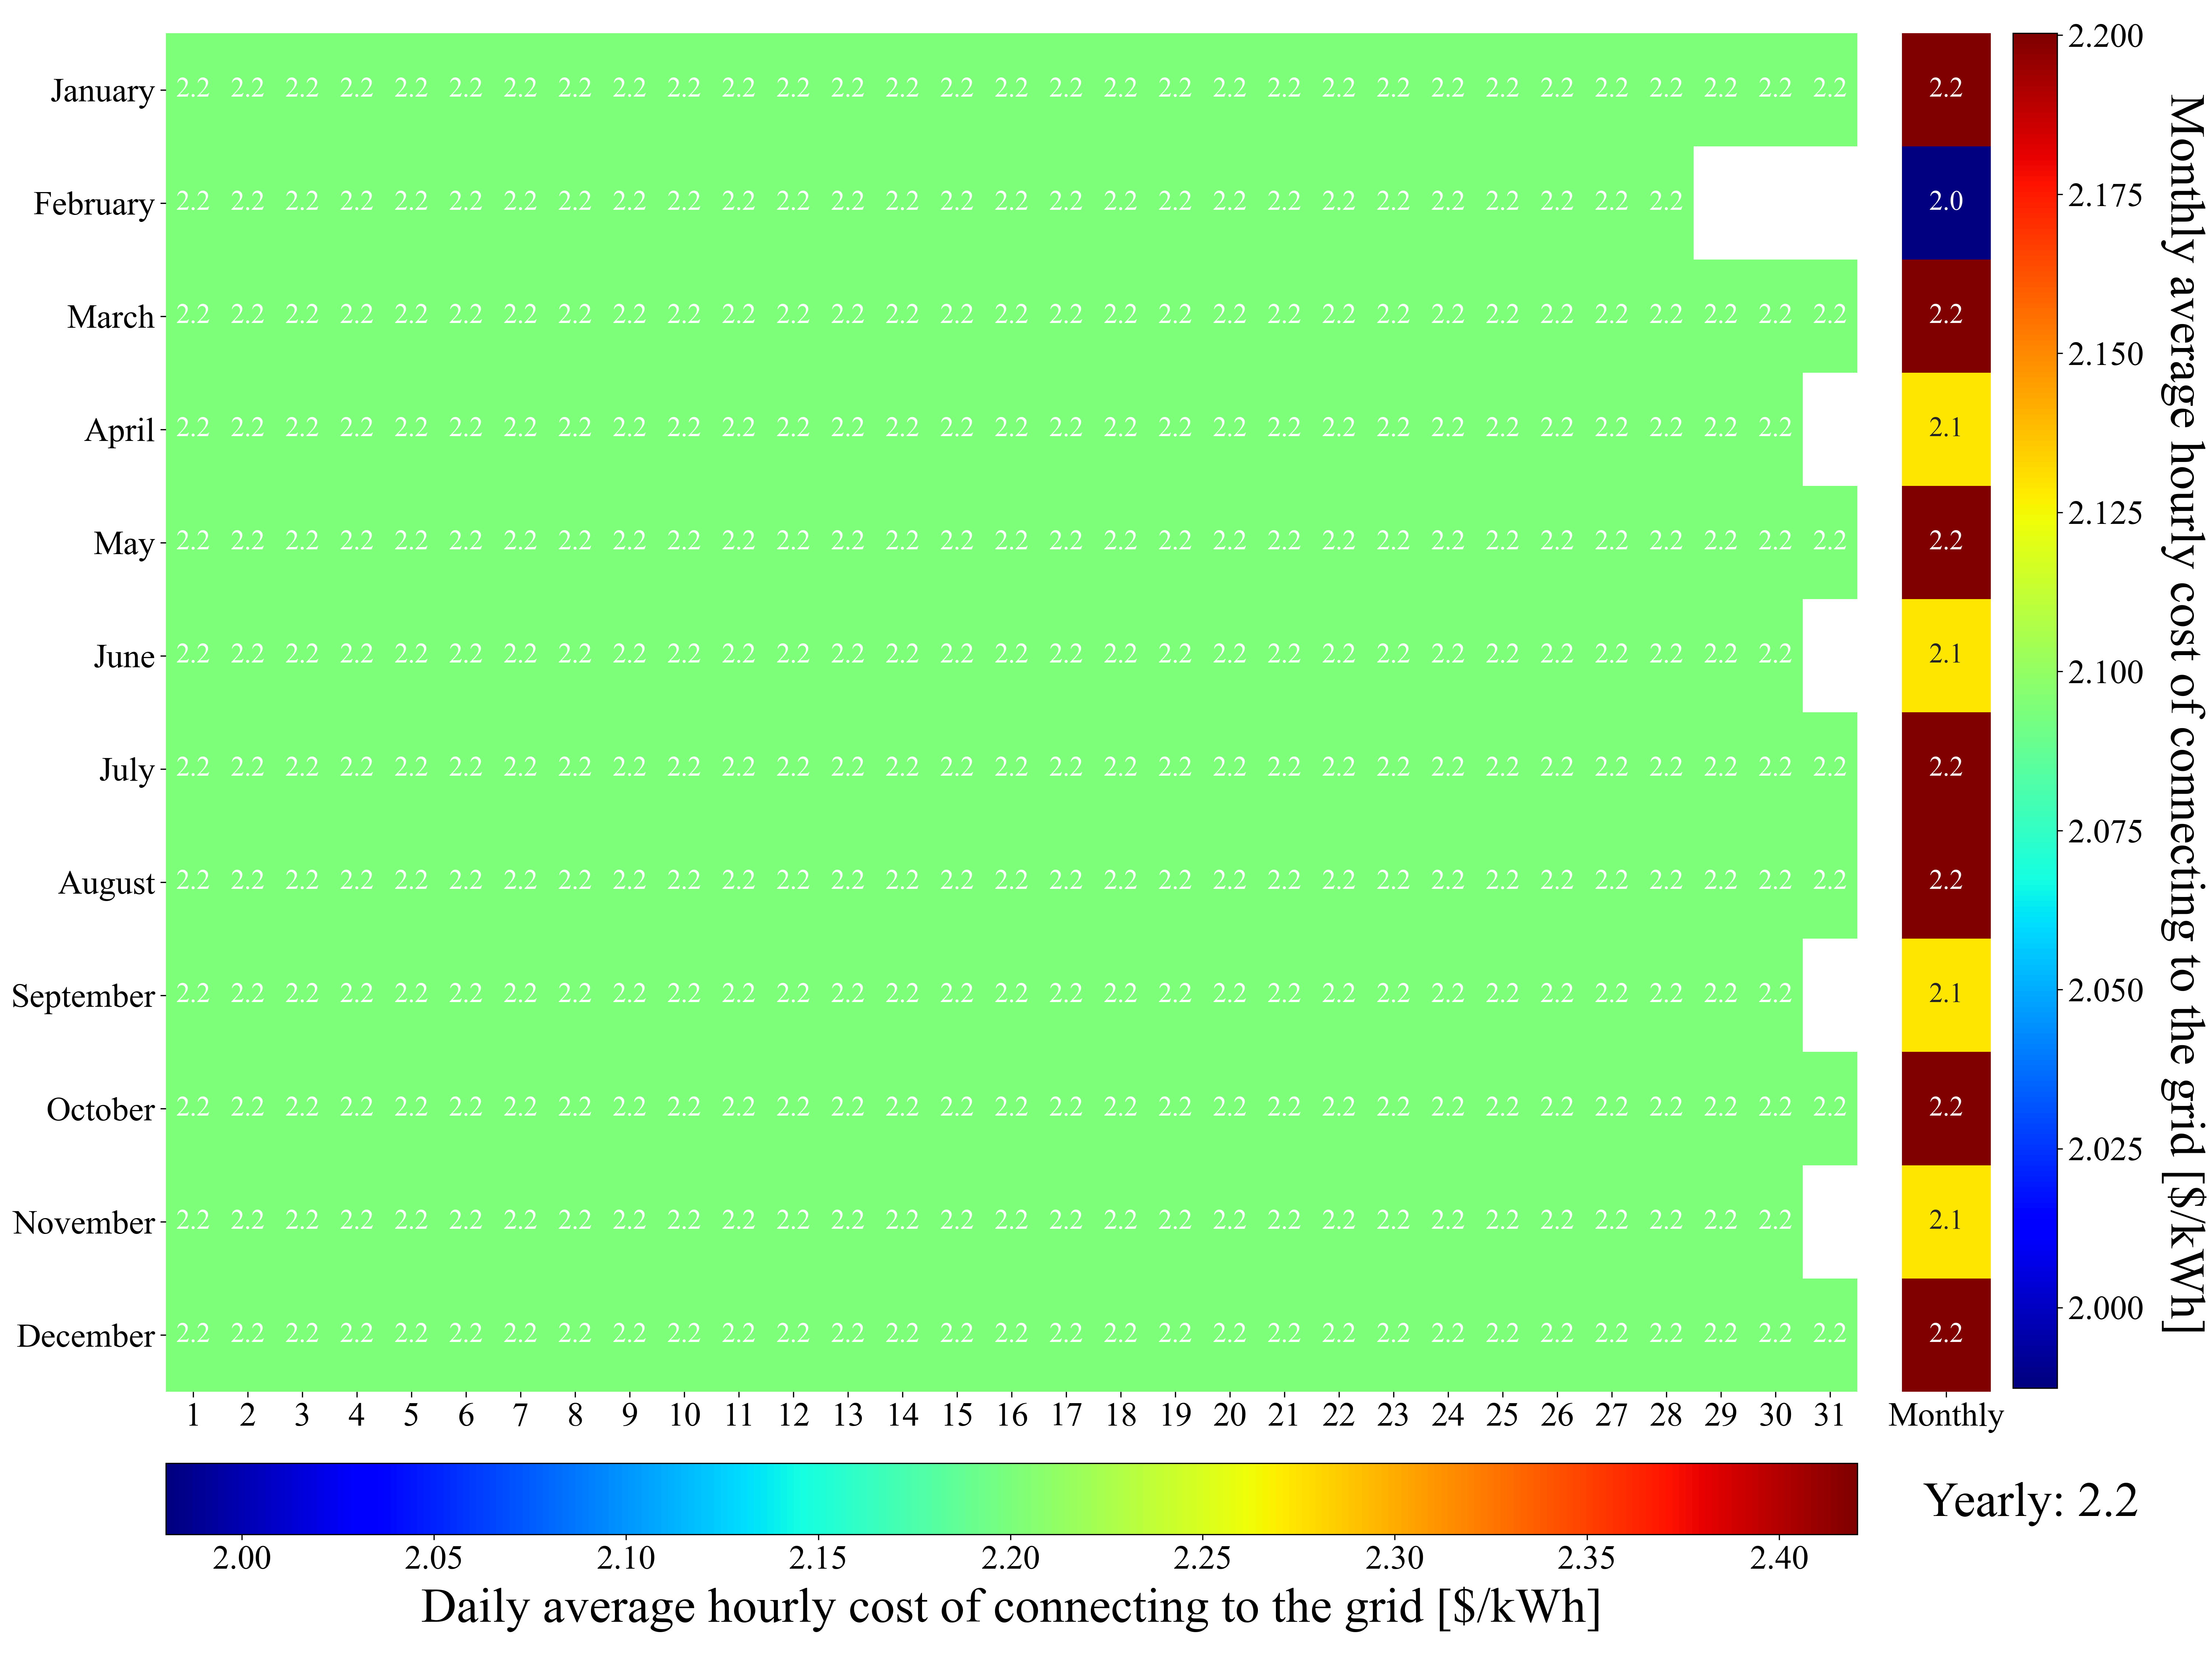 January 2.2 2.2 2.2 2.2 2.2 2.2 2.2 2.2 2.2 2.2 2.2 2.2 2.2 2.2 2.2 2.2 2.2 2.2 2.2 2.2 2.2 2.2 2.2 2.2 2.2 2.2 2.2 2.2 2.2 2.2 2.2 2.2
February 2.2 2.2 2.2 2.2 2.2 2.2 2.2 2.2 2.2 2.2 2.2 2.2 2.2 2.2 2.2 2.2 2.2 2.2 2.2 2.2 2.2 2.2 2.2 2.2 2.2 2.2 2.2 2.2 2.0
March 2.2 2.2 2.2 2.2 2.2 2.2 2.2 2.2 2.2 2.2 2.2 2.2 2.2 2.2 2.2 2.2 2.2 2.2 2.2 2.2 2.2 2.2 2.2 2.2 2.2 2.2 2.2 2.2 2.2 2.2 2.2 2.2
April 2.2 2.2 2.2 2.2 2.2 2.2 2.2 2.2 2.2 2.2 2.2 2.2 2.2 2.2 2.2 2.2 2.2 2.2 2.2 2.2 2.2 2.2 2.2 2.2 2.2 2.2 2.2 2.2 2.2 2.2 2.1
May 2.2 2.2 2.2 2.2 2.2 2.2 2.2 2.2 2.2 2.2 2.2 2.2 2.2 2.2 2.2 2.2 2.2 2.2 2.2 2.2 2.2 2.2 2.2 2.2 2.2 2.2 2.2 2.2 2.2 2.2 2.2 2.2
June 2.2 2.2 2.2 2.2 2.2 2.2 2.2 2.2 2.2 2.2 2.2 2.2 2.2 2.2 2.2 2.2 2.2 2.2 2.2 2.2 2.2 2.2 2.2 2.2 2.2 2.2 2.2 2.2 2.2 2.2 2.1
July 2.2 2.2 2.2 2.2 2.2 2.2 2.2 2.2 2.2 2.2 2.2 2.2 2.2 2.2 2.2 2.2 2.2 2.2 2.2 2.2 2.2 2.2 2.2 2.2 2.2 2.2 2.2 2.2 2.2 2.2 2.2 2.2
August 2.2 2.2 2.2 2.2 2.2 2.2 2.2 2.2 2.2 2.2 2.2 2.2 2.2 2.2 2.2 2.2 2.2 2.2 2.2 2.2 2.2 2.2 2.2 2.2 2.2 2.2 2.2 2.2 2.2 2.2 2.2 2.2
September 2.2 2.2 2.2 2.2 2.2 2.2 2.2 2.2 2.2 2.2 2.2 2.2 2.2 2.2 2.2 2.2 2.2 2.2 2.2 2.2 2.2 2.2 2.2 2.2 2.2 2.2 2.2 2.2 2.2 2.2 2.1
October 2.2 2.2 2.2 2.2 2.2 2.2 2.2 2.2 2.2 2.2 2.2 2.2 2.2 2.2 2.2 2.2 2.2 2.2 2.2 2.2 2.2 2.2 2.2 2.2 2.2 2.2 2.2 2.2 2.2 2.2 2.2 2.2
November 2.2 2.2 2.2 2.2 2.2 2.2 2.2 2.2 2.2 2.2 2.2 2.2 2.2 2.2 2.2 2.2 2.2 2.2 2.2 2.2 2.2 2.2 2.2 2.2 2.2 2.2 2.2 2.2 2.2 2.2 2.1
December 2.2 2.2 2.2 2.2 2.2 2.2 2.2 2.2 2.2 2.2 2.2 2.2 2.2 2.2 2.2 2.2 2.2 2.2 2.2 2.2 2.2 2.2 2.2 2.2 2.2 2.2 2.2 2.2 2.2 2.2 2.2 2.2
1 2 3 4 5 6 7 8 9 10 11 12 13 14 15 16 17 18 19 20 21 22 23 24 25 26 27 28 29 30 31 Monthly
2.200
2.175
2.150
2.125
2.100
2.075
2.050
2.025
2.000
Monthly average hourly cost of connecting to the grid [$/kWh]
2.00 2.05 2.10 2.15 2.20 2.25 2.30 2.35 2.40
Daily average hourly cost of connecting to the grid [$/kWh]
Yearly: 2.2